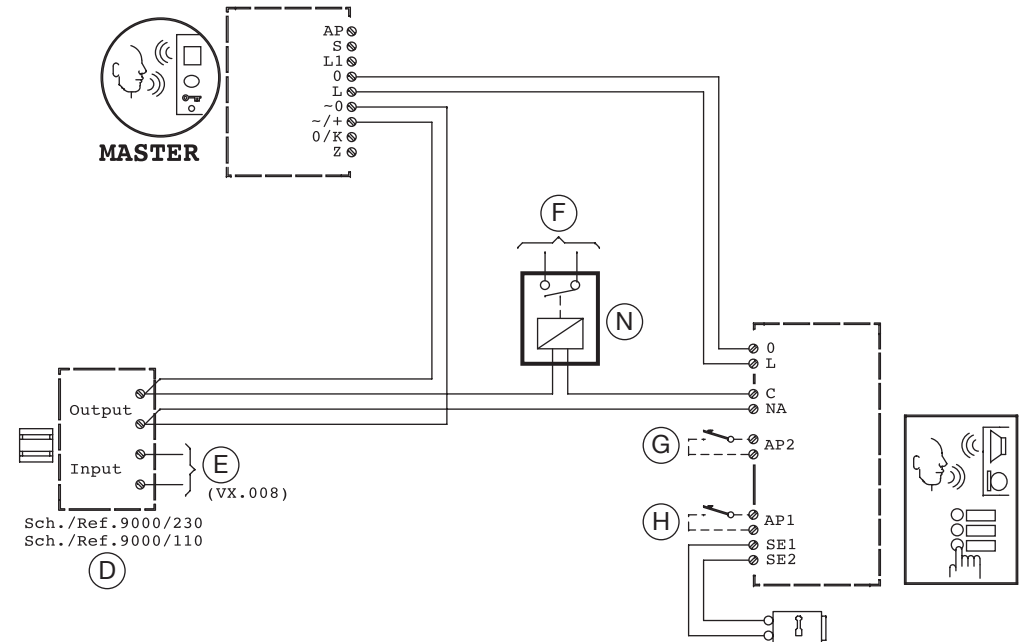 AP
S
L1
0
L
~0
~/+
0/K
Z
MASTER
F
N
0
L
C
NA
G
AP2
H
AP1
SE1
SE2
Output
Input
E
(VX.008)
Sch./Ref.9000/230
Sch./Ref.9000/110
D